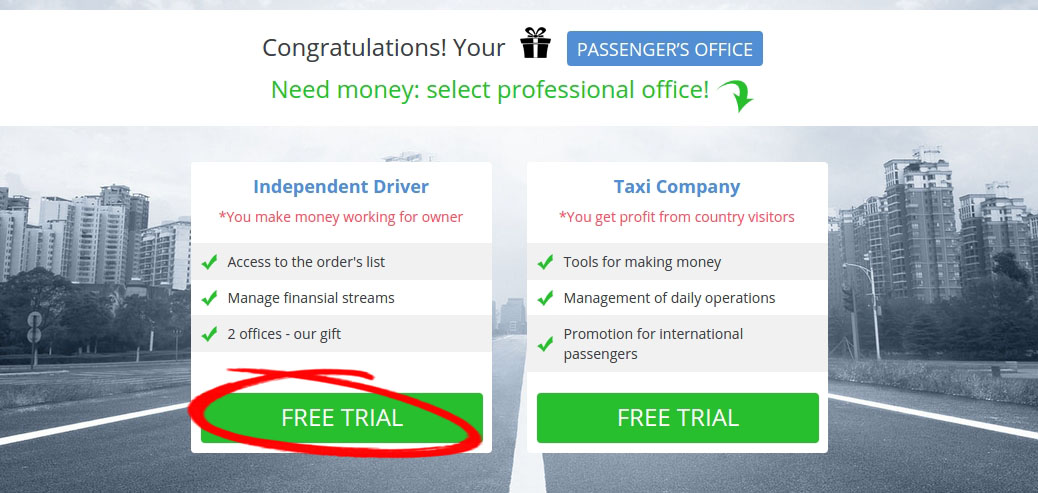 Congratulations! Your PASSENGER'S OFFICE
Need money: select professional office!
Independent Driver
*You make money working for owner
Access to the order's list
Manage finansial streams
2 offices - our gift
FREE TRIAL
Taxi Company
*You get profit from country visitors
Tools for making money
Management of daily operations
Promotion for international
passengers
FREE TRIAL